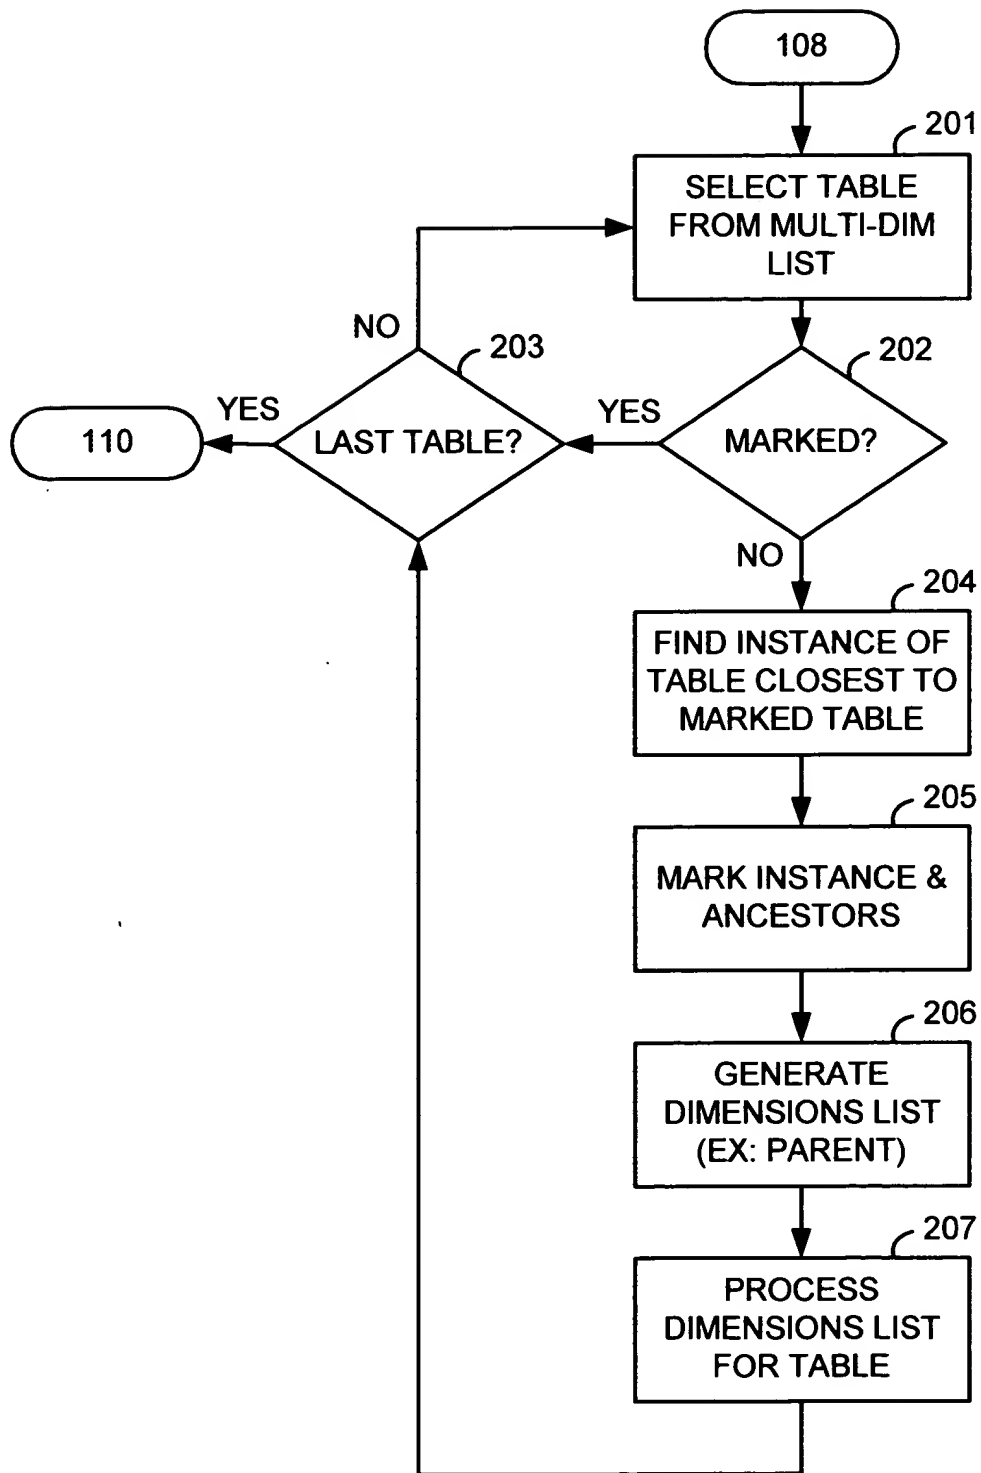 108
201
SELECT TABLE
FROM MULTI-DIM
LIST
NO
203
202
YES
YES
110
LAST TABLE?
MARKED?
NO
204
FIND INSTANCE OF
TABLE CLOSEST TO
MARKED TABLE
205
MARK INSTANCE &
ANCESTORS
206
GENERATE
DIMENSIONS LIST
(EX: PARENT)
207
PROCESS
DIMENSIONS LIST
FOR TABLE